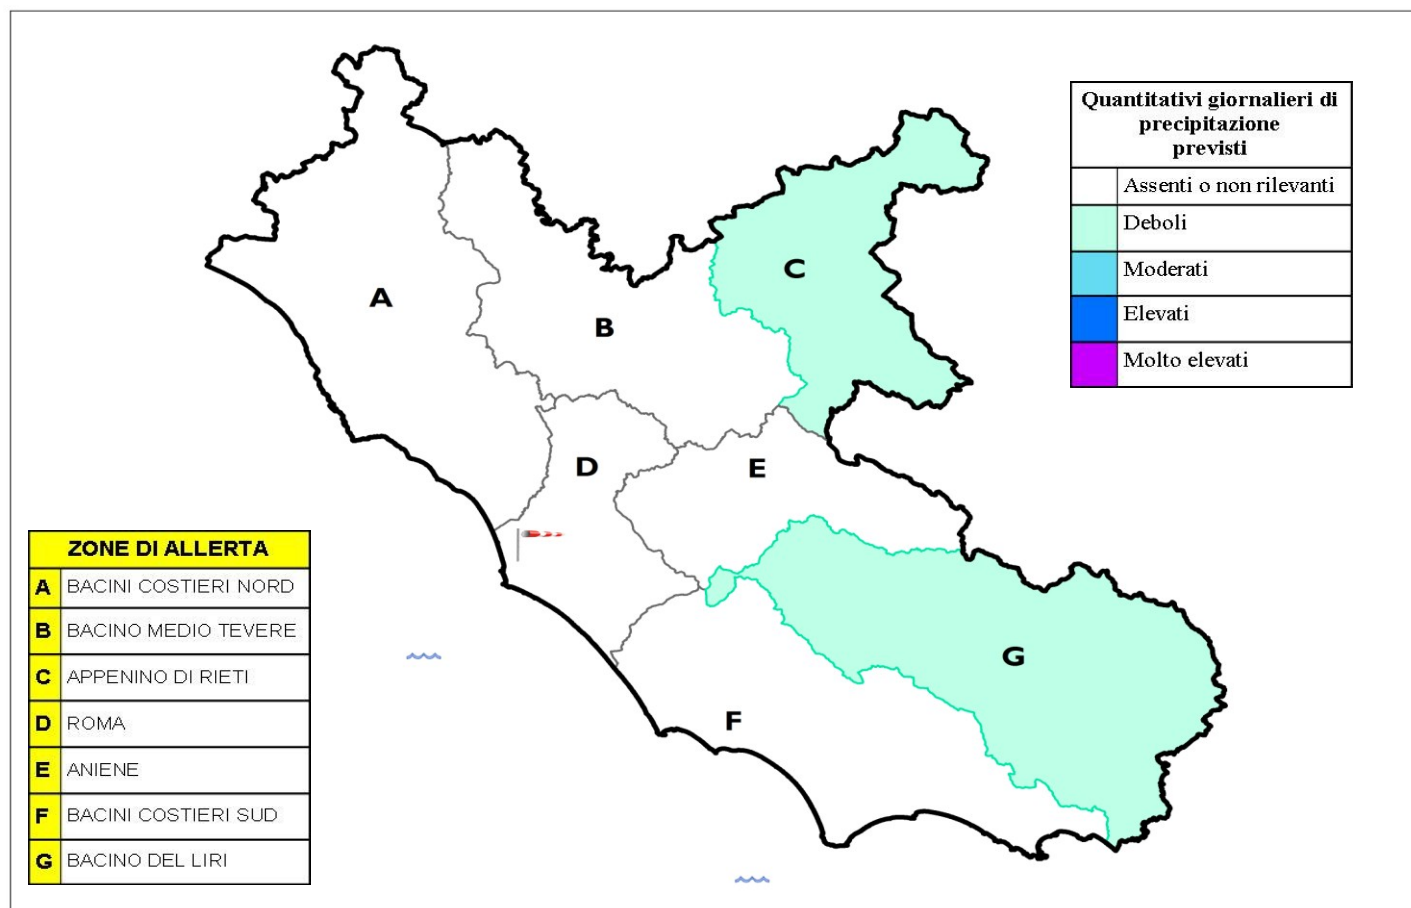 Quantitativi giornalieri di
precipitazione
previsti
Assenti o non rilevanti
Deboli
Moderati
Elevati
Molto elevati
A
B
C
D
E
F
G
ZONE DI ALLERTA
A BACINI COSTIERI NORD
B BACINO MEDIO TEVERE
C APPENINO DI RIETI
D ROMA
E ANIENE
F BACINI COSTIERI SUD
G BACINO DEL LIRI